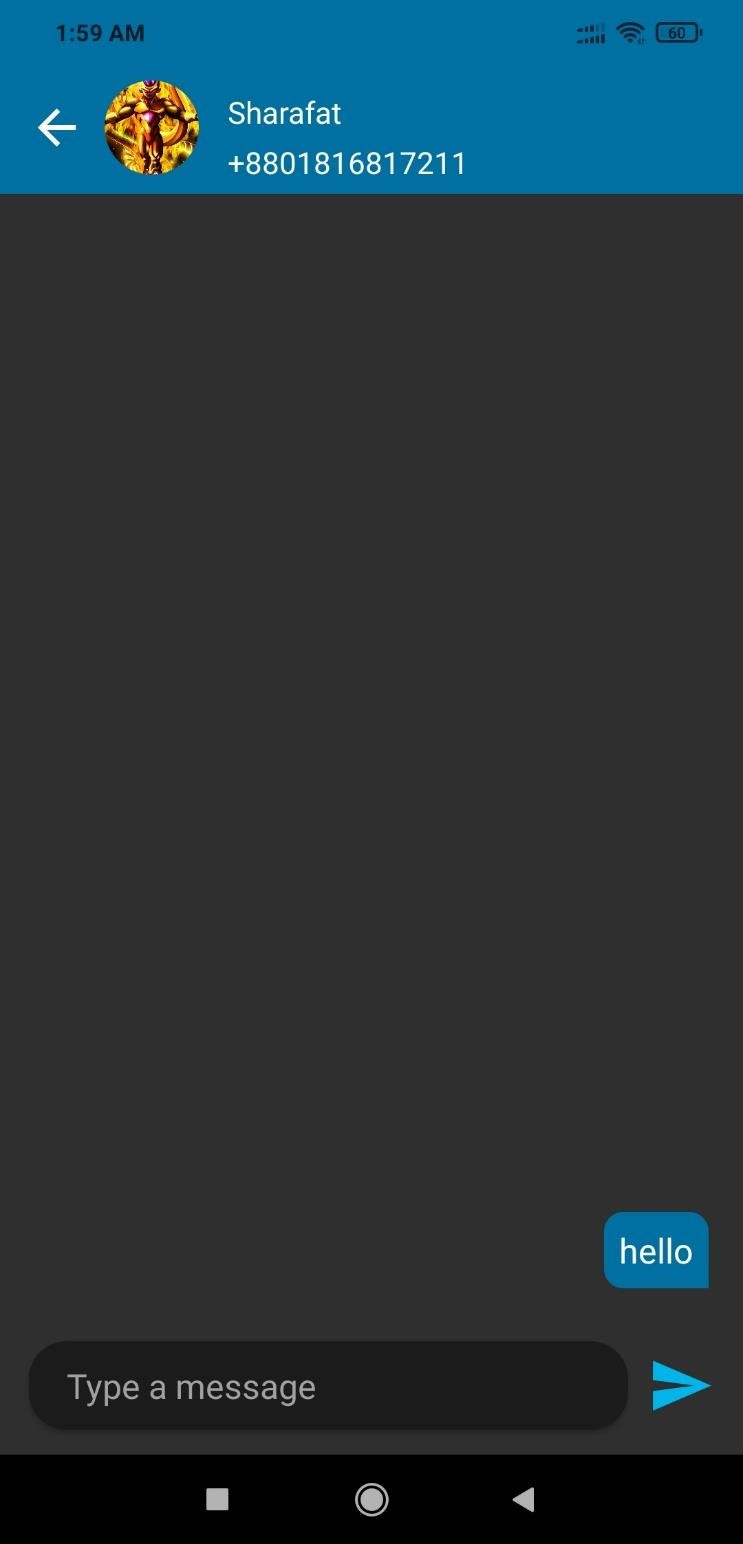 1:59 AM
60
Sharafat
+8801816817211
hello
Type a message